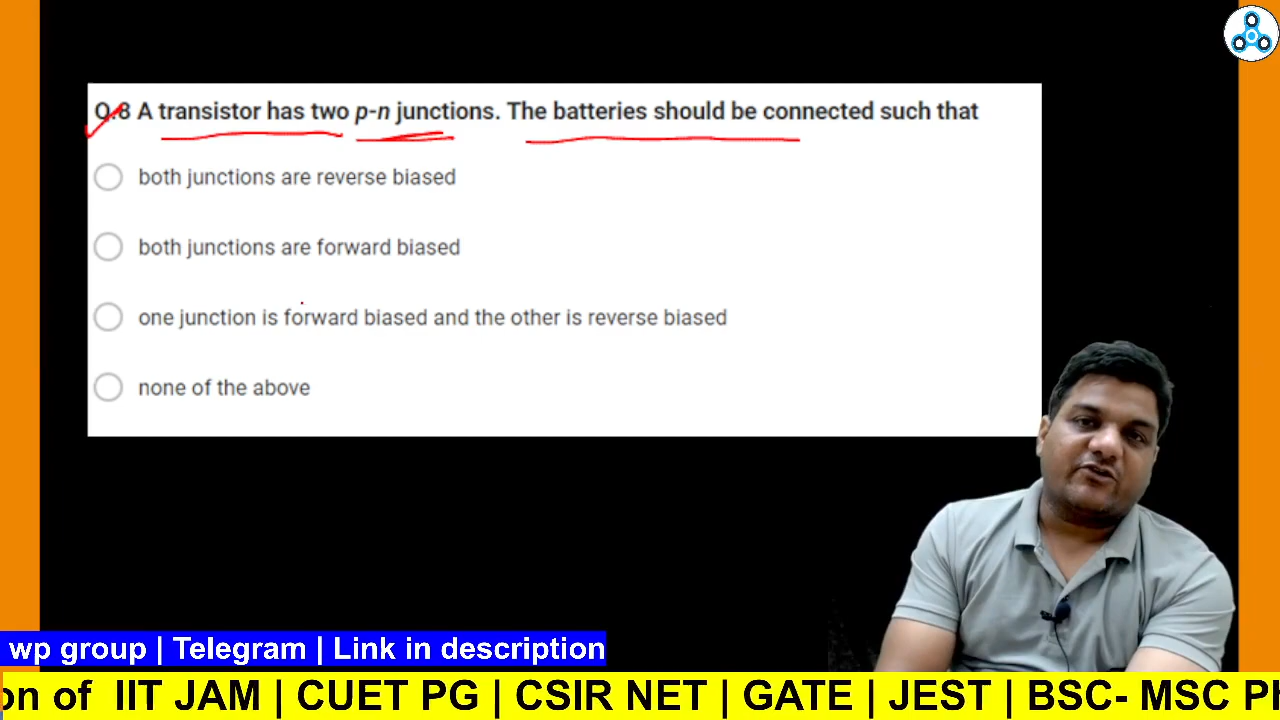 Q.8 A transistor has two p-n junctions. The batteries should be connected such that
both junctions are reverse biased
both junctions are forward biased
one junction is forward biased and the other is reverse biased
none of the above
wp group | Telegram | Link in description
on of IIT JAM | CUET PG | CSIR NET | GATE | JEST | BSC- MSC PH